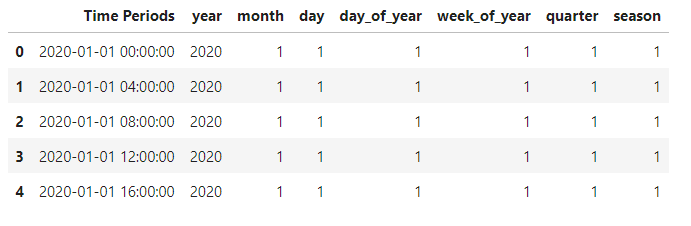 Time Periods year month day day_of_year week_of_year quarter season
0 2020-01-01 00:00:00 2020 1 1 1 1 1 1
1 2020-01-01 04:00:00 2020 1 1 1 1 1 1
2 2020-01-01 08:00:00 2020 1 1 1 1 1 1
3 2020-01-01 12:00:00 2020 1 1 1 1 1 1
4 2020-01-01 16:00:00 2020 1 1 1 1 1 1